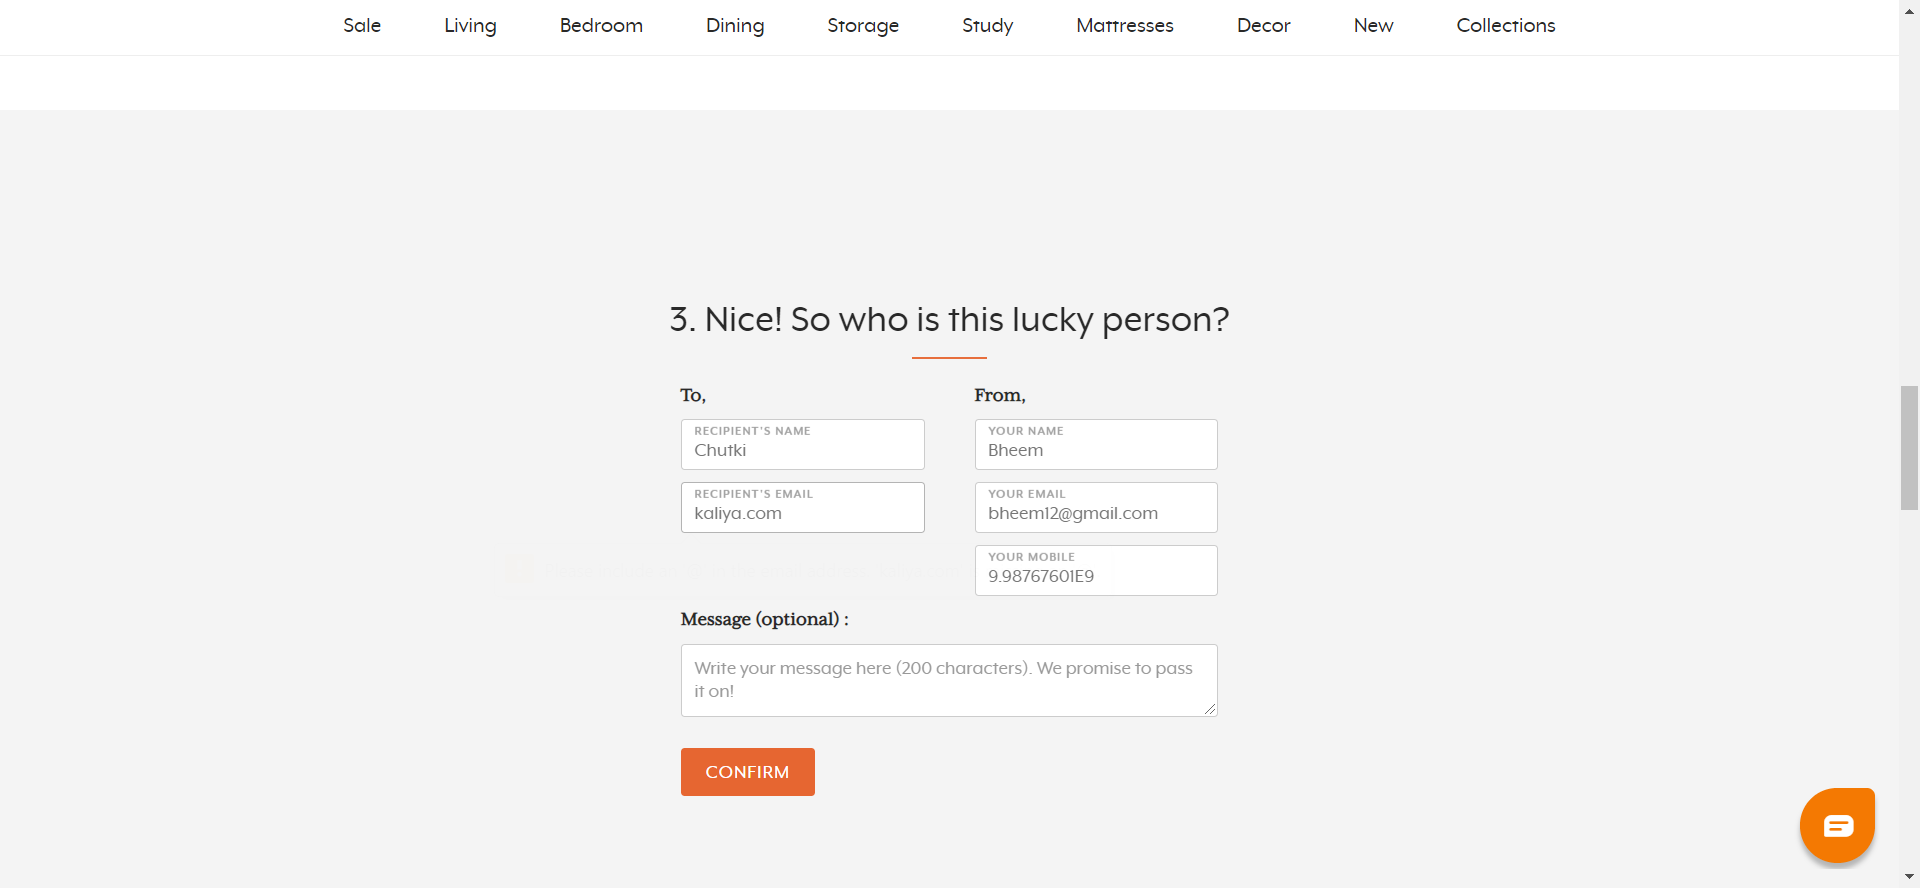 Sale Living Bedroom Dining Storage Study Mattresses Decor New Collections
3. Nice! So who is this lucky person?
To,
RECIPIENT'S NAME
Chutki
RECIPIENT'S EMAIL
kaliya.com
From,
YOUR NAME
Bheem
YOUR EMAIL
bheem12@gmail.com
YOUR MOBILE
9.98767601E9
Message (optional) :
Write your message here (200 characters). We promise to pass
it on!
CONFIRM